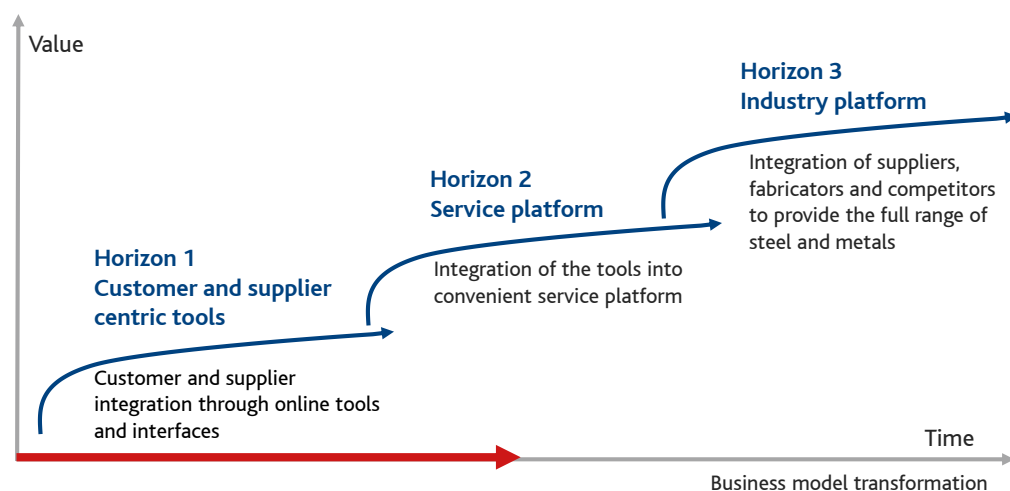 Value
Horizon 3
Industry platform
Integration of suppliers,
fabricators and competitors
to provide the full range of
steel and metals
Horizon 2
Service platform
Integration of the tools into
convenient service platform
Horizon 1
Customer and supplier
centric tools
Customer and supplier
integration through online tools
and interfaces
Time
Business model transformation